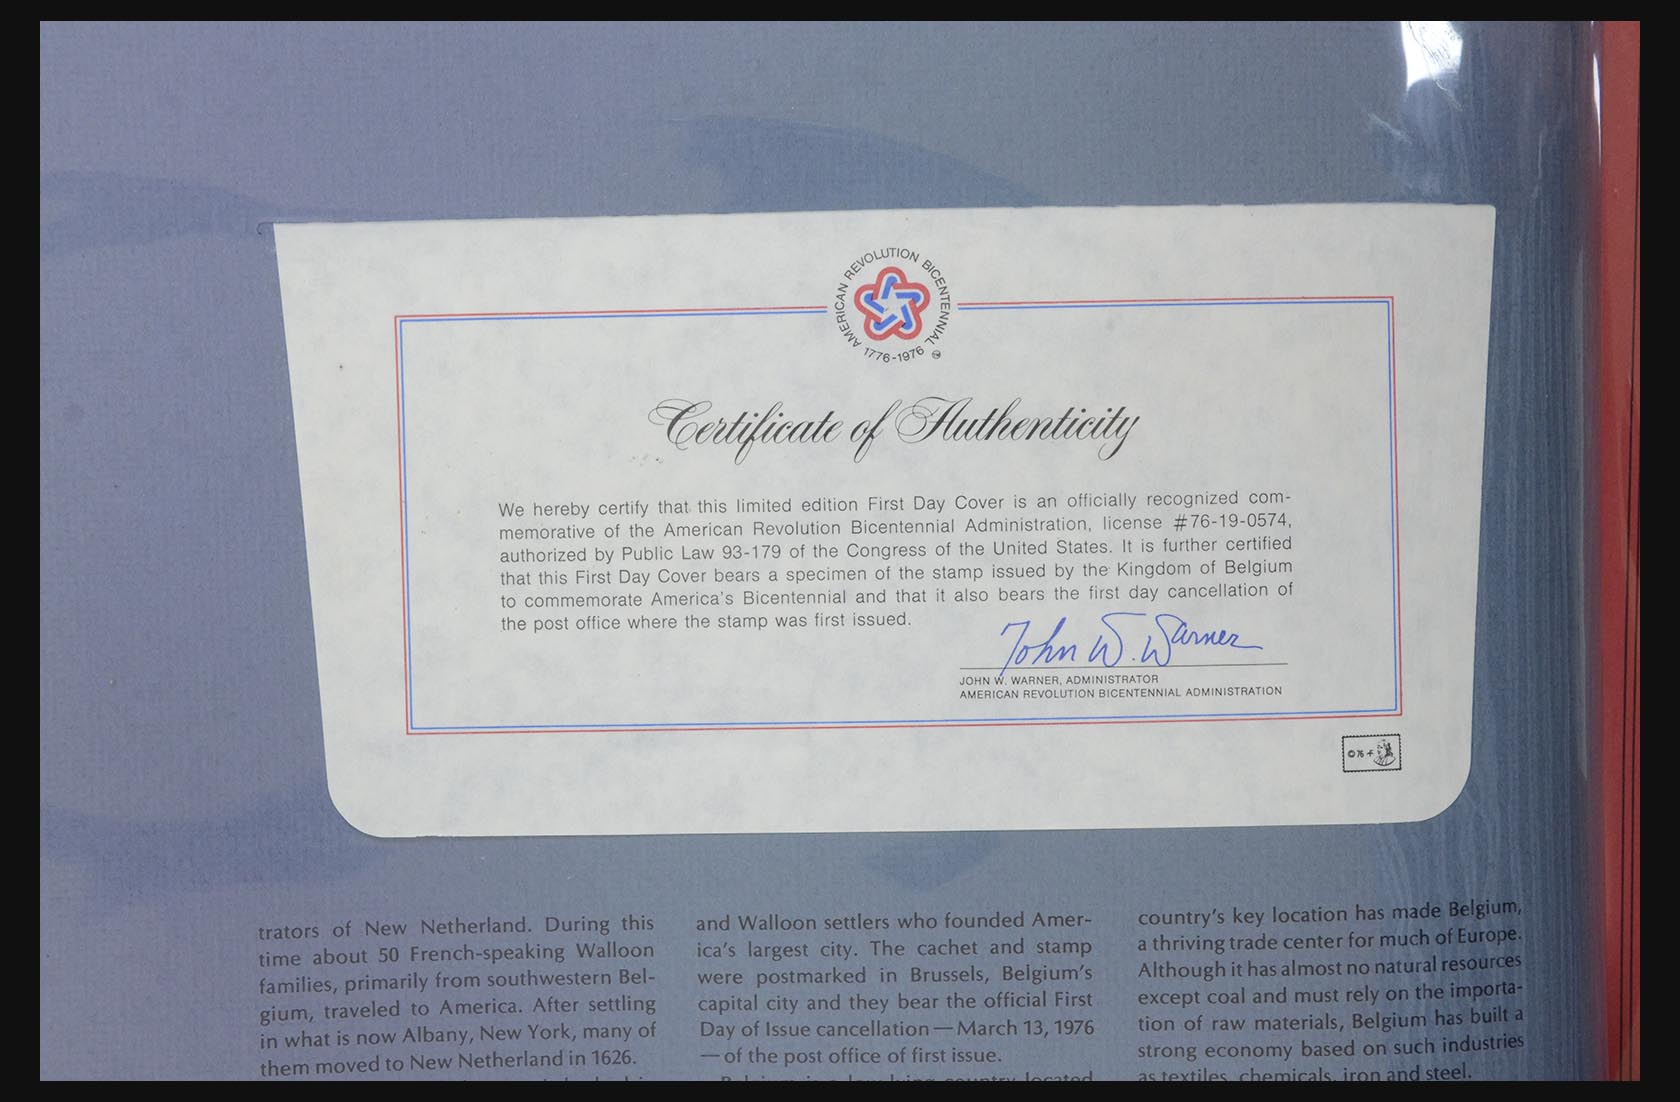 AMERICAN REVOLUTION BICENTENNIAL
1776-1976
Certificate of Authenticity
We hereby certify that this limited edition First Day Cover is an officially recognized com-
memorative of the American Revolution Bicentennial Administration, license #76-19-0574,
authorized by Public Law 93-179 of the Congress of the United States. It is further certified
that this First Day Cover bears a specimen of the stamp issued by the Kingdom of Belgium
to commemorate America's Bicentennial and that it also bears the first day cancellation of
the post office where the stamp was first issued.
John W. Warner
JOHN W. WARNER, ADMINISTRATOR
AMERICAN REVOLUTION BICENTENNIAL ADMINISTRATION
©76
trators of New Netherland. During this
time about 50 French-speaking Walloon
families, primarily from southwestern Bel-
gium, traveled to America. After settling
in what is now Albany, New York, many of
them moved to New Netherland in 1626.
and Walloon settlers who founded Amer-
ica's largest city. The cachet and stamp
were postmarked in Brussels, Belgium's
capital city and they bear the official First
Day of Issue cancellation—March 13, 1976
—of the post office of first issue.
Belgium is a low-lying country located
country's key location has made Belgium,
a thriving trade center for much of Europe.
Although it has almost no natural resources
except coal and must rely on the importa-
tion of raw materials, Belgium has built a
strong economy based on such industries
as textiles, chemicals, iron and steel.